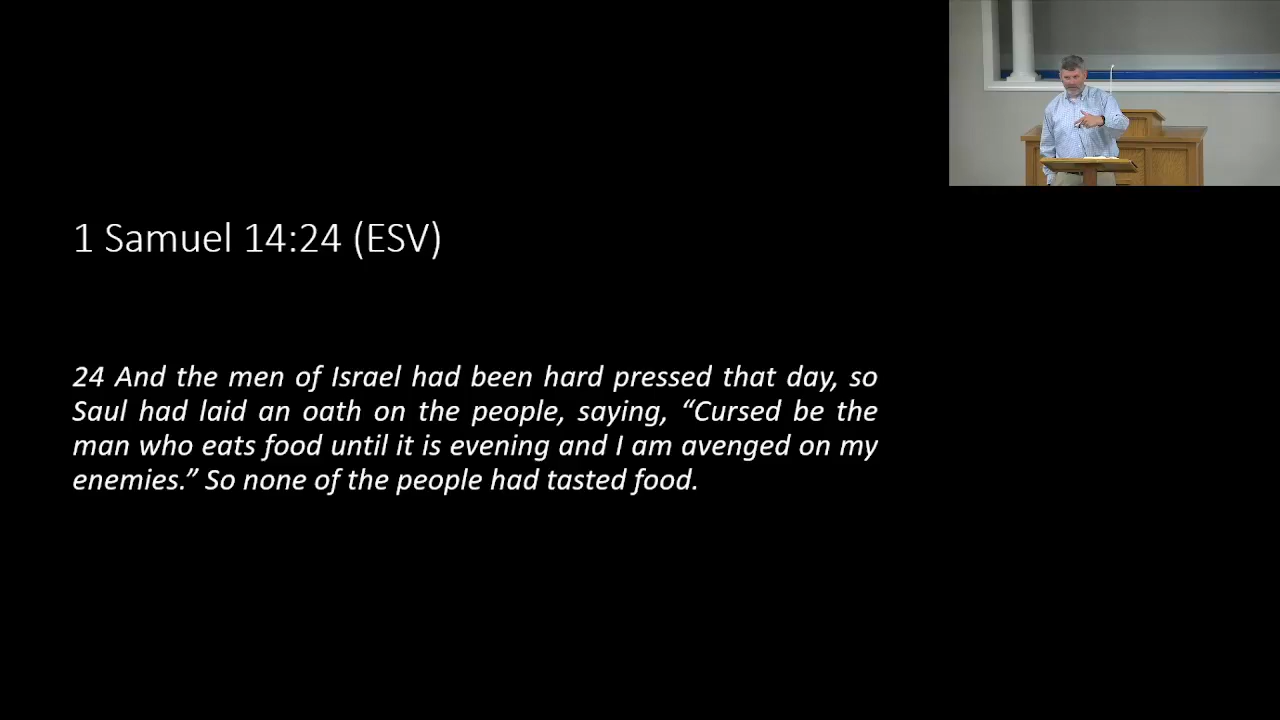 1 Samuel 14:24 (ESV)
24 And the men of Israel had been hard pressed that day, so
Saul had laid an oath on the people, saying, “Cursed be the
man who eats food until it is evening and I am avenged on my
enemies.” So none of the people had tasted food.